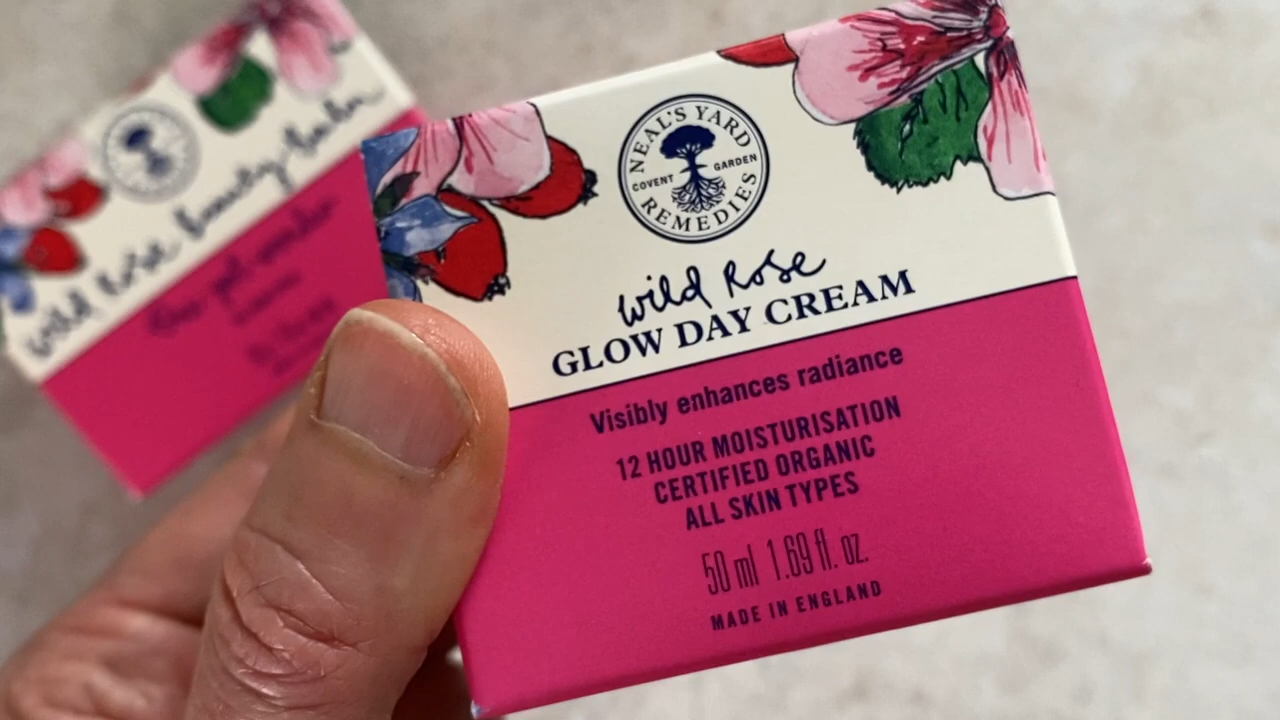 NEAL'S YARD
COVENT GARDEN
REMEDIES
Wild Rose
GLOW DAY CREAM
Visibly enhances radiance
12 HOUR MOISTURISATION
CERTIFIED ORGANIC
ALL SKIN TYPES
50 ml 1.69 fl. oz.
MADE IN ENGLAND
wild rose beauty balm